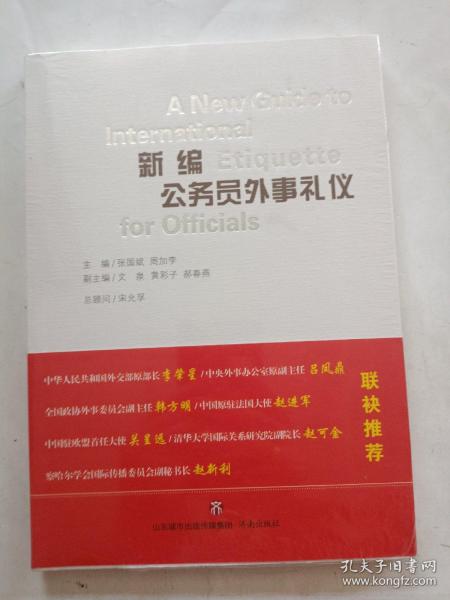 A New Guide to
International
新编 Etiquette
公务员外事礼仪
for Officials
主 编/张国斌 周加李
副主编/文 泉 黄彩子 郝春燕
总顾问/宋允孚
中华人民共和国外交部原部长李肇星/中央外事办公室原副主任吕凤鼎
全国政协外事委员会副主任韩方明/中国原驻法国大使赵进军
中国驻欧盟首任大使关呈远/清华大学国际关系研究院副院长赵可金
察哈尔学会国际传播委员会副秘书长赵新利
联袂推荐
山东城市出版传媒集团·济南出版社
孔夫子旧书网
www.kongfz.com